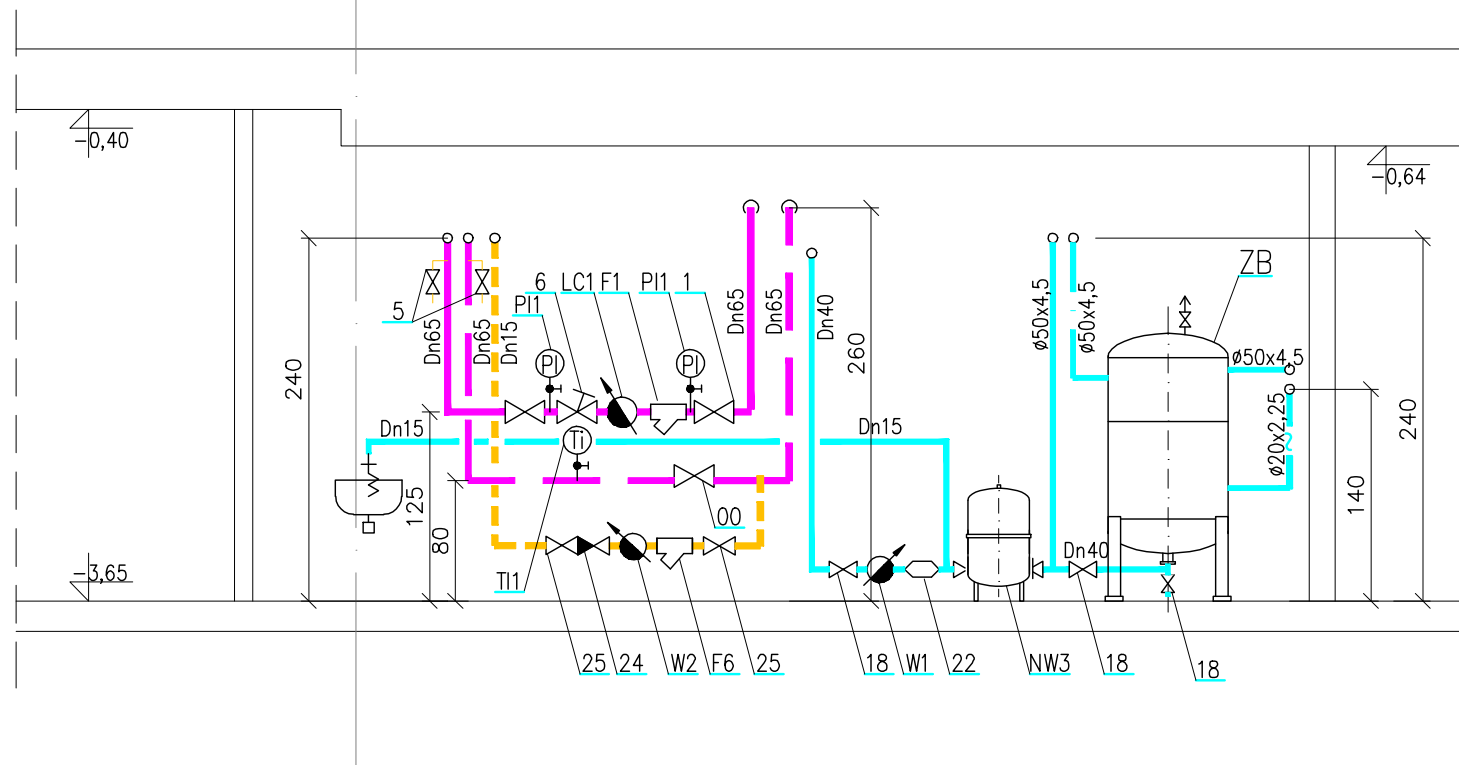 -0,40
-0,64
ZB
6 LC1 F1 PI1 1
PI1
5
Dn65
Dn65
Dn15
Dn65
Dn65
Dn40
ø50x4,5
ø50x4,5
ø50x4,5
ø20x2,25
240
260
240
140
125
80
PI
PI
Ti
Dn15
Dn15
Dn40
00
TI1
-3,65
25 24 W2 F6 25
18 W1 22 NW3 18 18